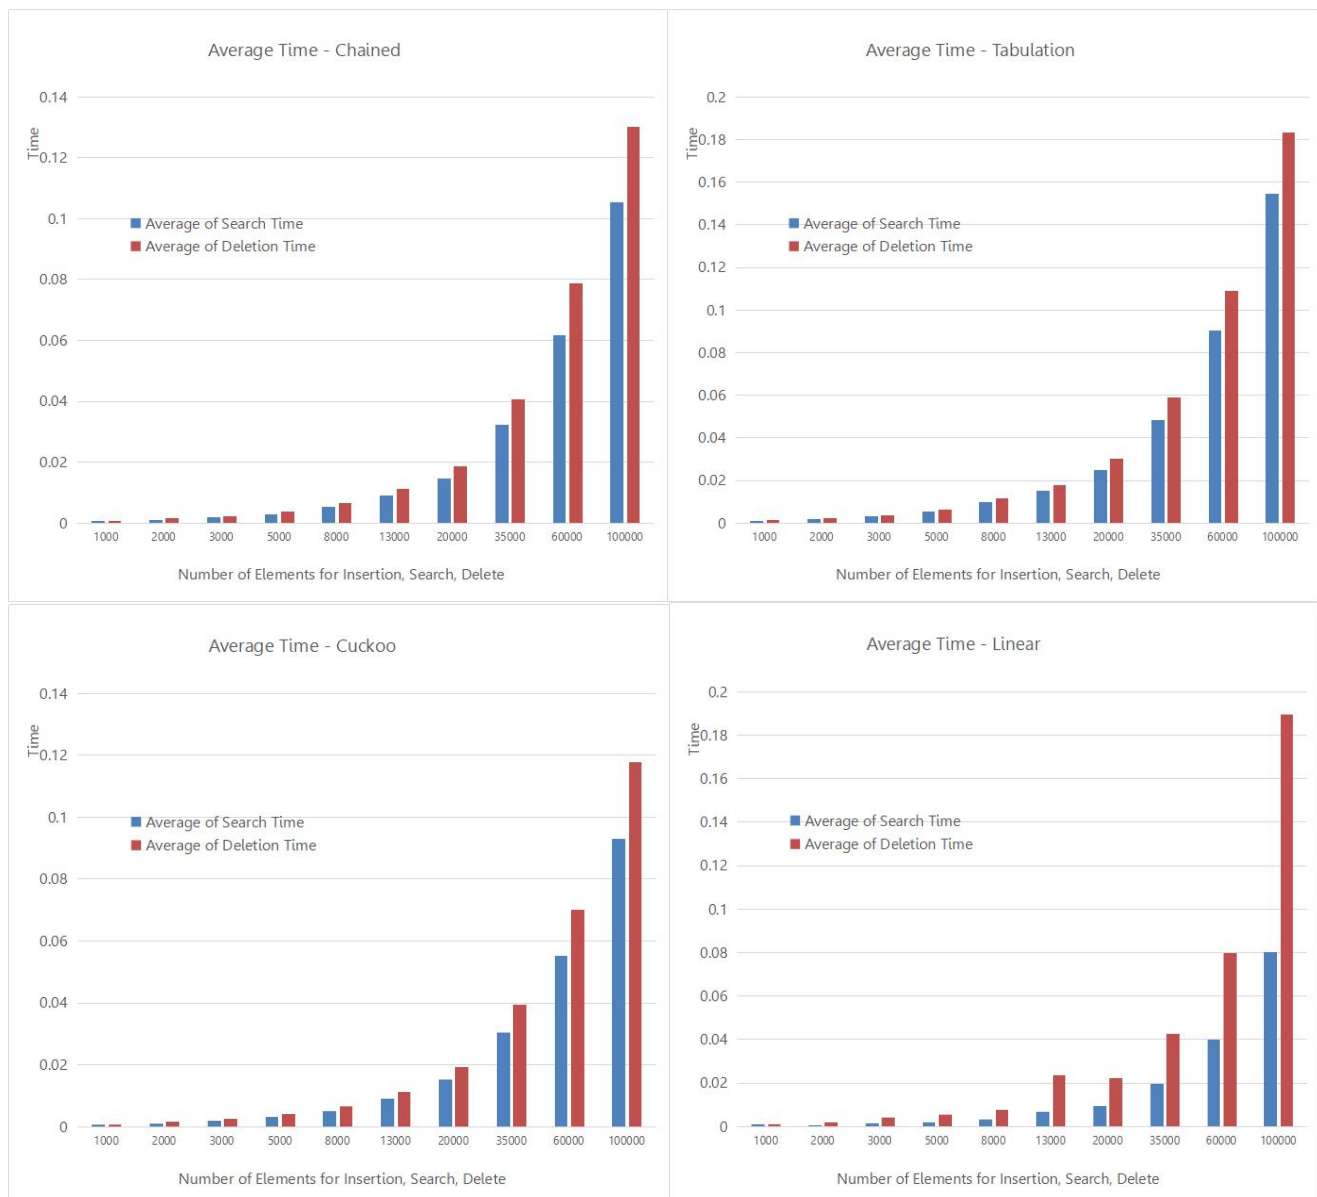 Average Time - Chained
0.14
Time
0.12
0.1
Average of Search Time
Average of Deletion Time
0.08
0.06
0.04
0.02
0
1000 2000 3000 5000 8000 13000 20000 35000 60000 100000
Number of Elements for Insertion, Search, Delete
Average Time - Tabulation
0.2
0.18
Time
0.16
0.14
Average of Search Time
Average of Deletion Time
0.12
0.1
0.08
0.06
0.04
0.02
0
1000 2000 3000 5000 8000 13000 20000 35000 60000 100000
Number of Elements for Insertion, Search, Delete
Average Time - Cuckoo
0.14
Time
0.12
0.1
Average of Search Time
Average of Deletion Time
0.08
0.06
0.04
0.02
0
1000 2000 3000 5000 8000 13000 20000 35000 60000 100000
Number of Elements for Insertion, Search, Delete
Average Time - Linear
0.2
0.18
Time
0.16
0.14
Average of Search Time
Average of Deletion Time
0.12
0.1
0.08
0.06
0.04
0.02
0
1000 2000 3000 5000 8000 13000 20000 35000 60000 100000
Number of Elements for Insertion, Search, Delete